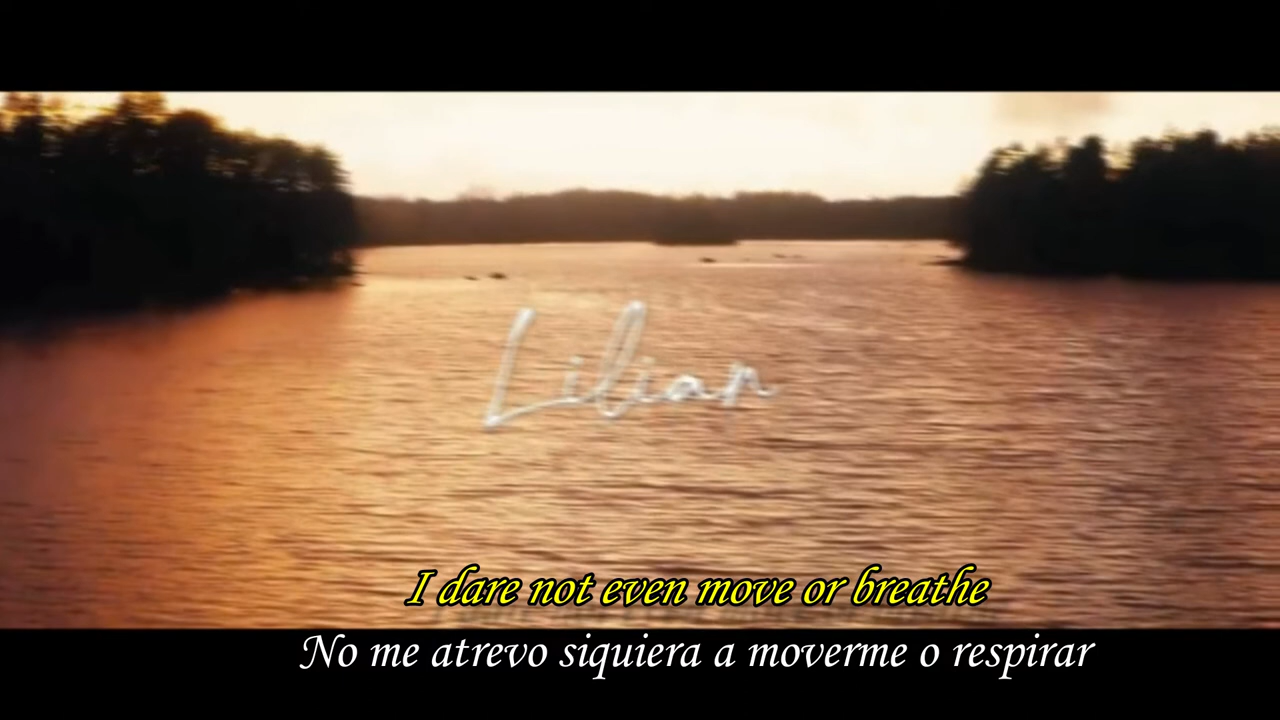 Lilian
I dare not even move or breathe
No me atrevo siquiera a moverme o respirar